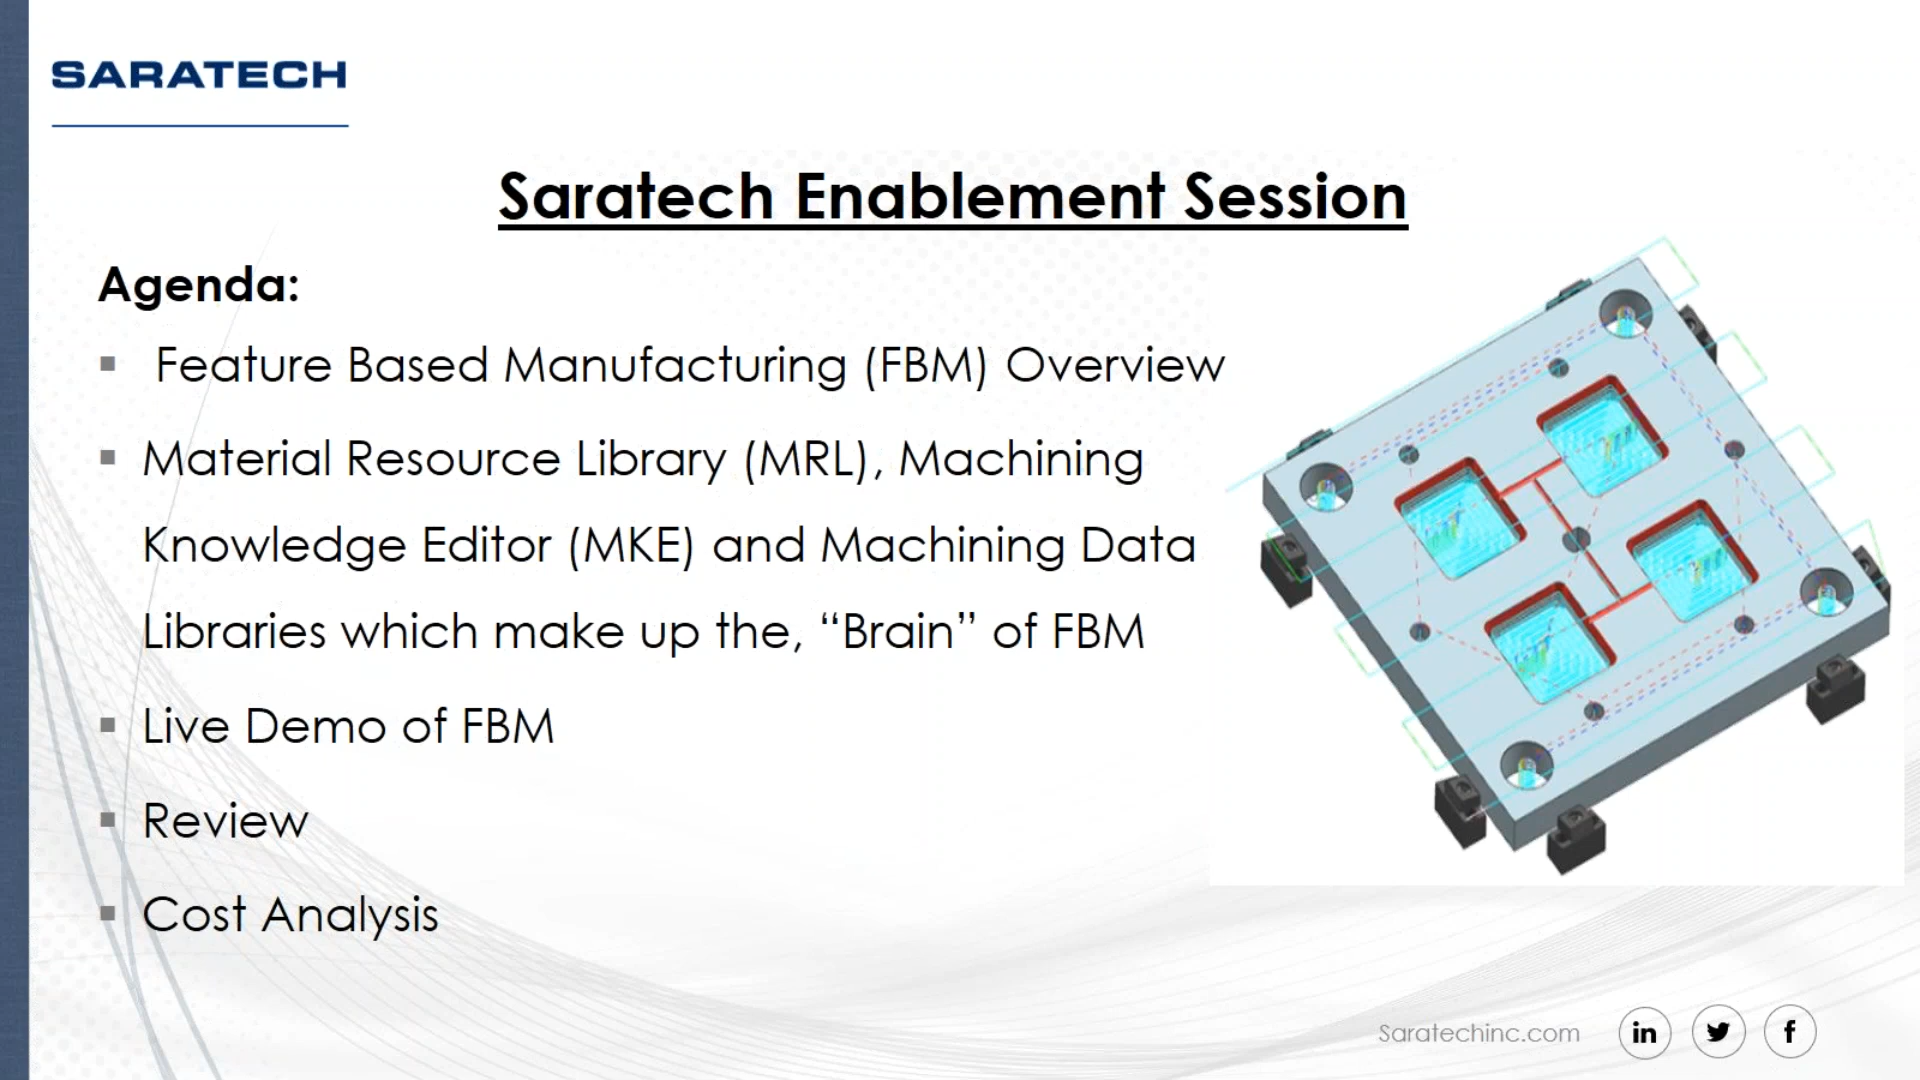 SARATECH
Saratech Enablement Session
Agenda:
▪ Feature Based Manufacturing (FBM) Overview
▪ Material Resource Library (MRL), Machining
Knowledge Editor (MKE) and Machining Data
Libraries which make up the, “Brain” of FBM
▪ Live Demo of FBM
▪ Review
▪ Cost Analysis
Saratechinc.com